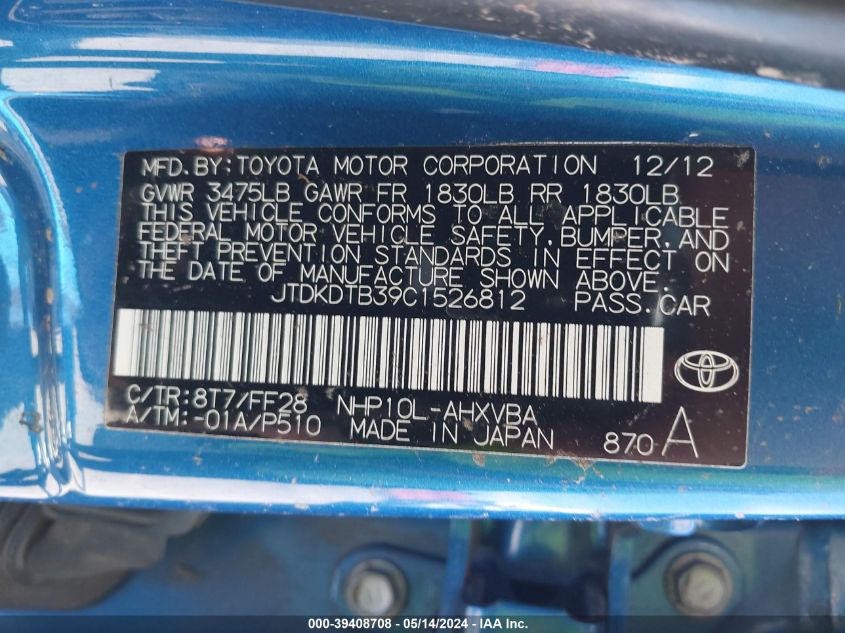 MFD.BY:TOYOTA MOTOR CORPORATION 12/12
GVWR 3475LB GAWR FR 1830LB RR 1830LB
THIS VEHICLE CONFORMS TO ALL APPLICABLE
FEDERAL MOTOR VEHICLE SAFETY,BUMPER,AND
THEFT PREVENTION STANDARDS IN EFFECT ON
THE DATE OF MANUFACTURE SHOWN ABOVE.
JTDKDTB39C1526812 PASS.CAR
C/TR:8T7/FF28 NHP10L-AHXVBA
A/TM:-01A/P510 MADE IN JAPAN 870 A
000-39408708 - 05/14/2024 - IAA Inc.